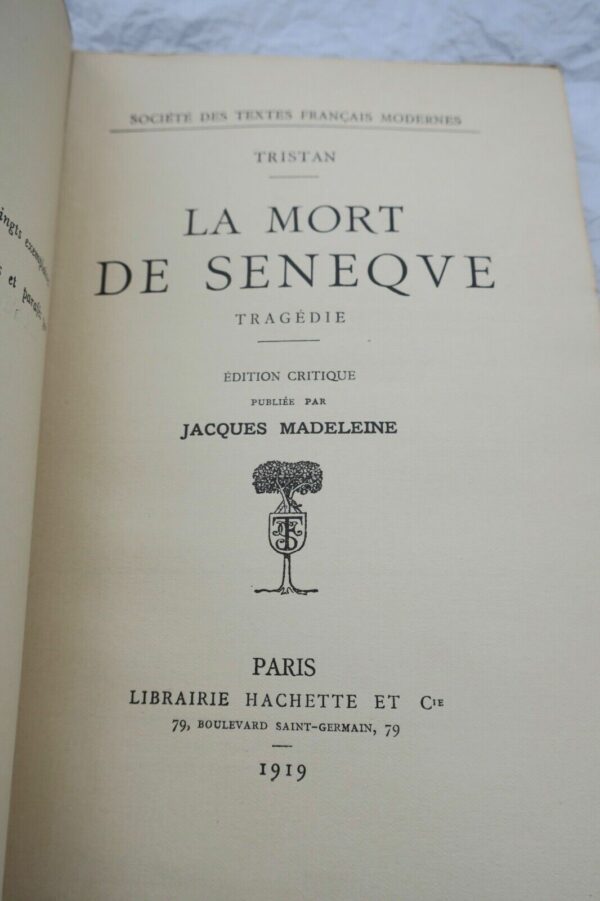 et
SOCIÉTÉ DES TEXTES FRANÇAIS MODERNES
TRISTAN
LA MORT
DE SENEQVE
TRAGÉDIE
ÉDITION CRITIQUE
PUBLIÉE PAR
JACQUES MADELEINE
PARIS
LIBRAIRIE HACHETTE ET Cie
79, BOULEVARD SAINT-GERMAIN, 79
1919